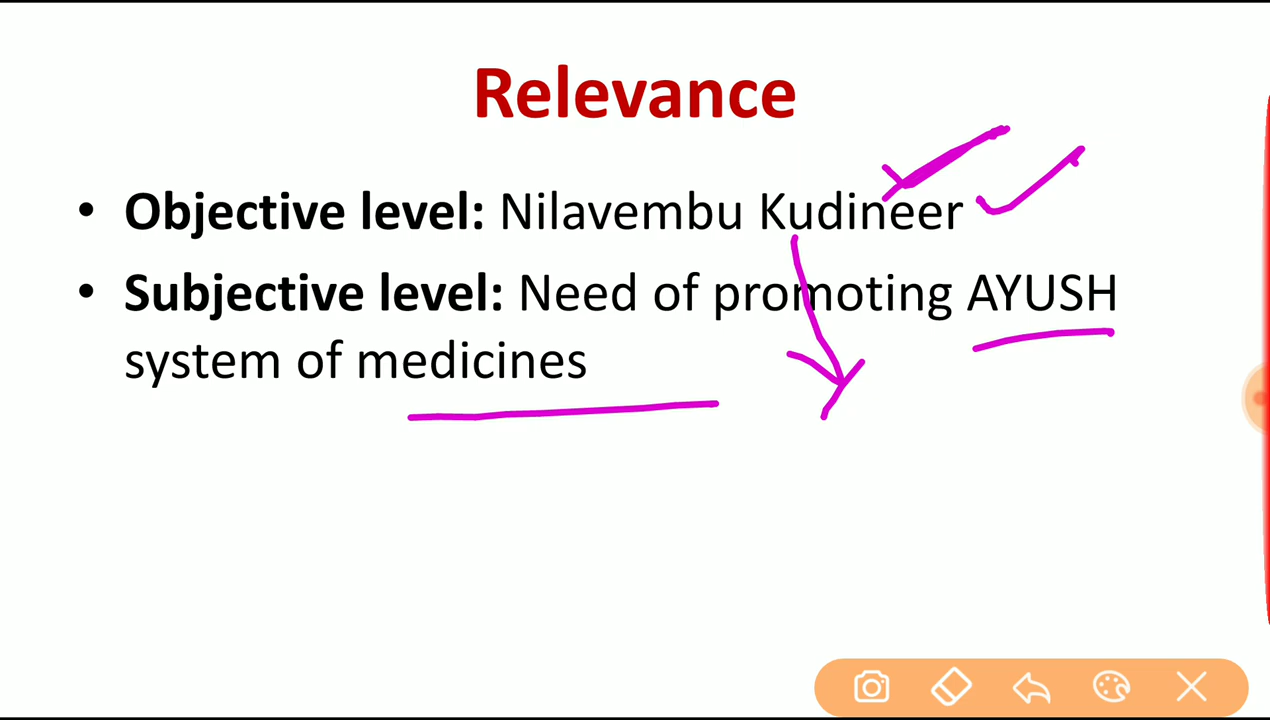 Relevance
• Objective level: Nilavembu Kudineer
• Subjective level: Need of promoting AYUSH
system of medicines